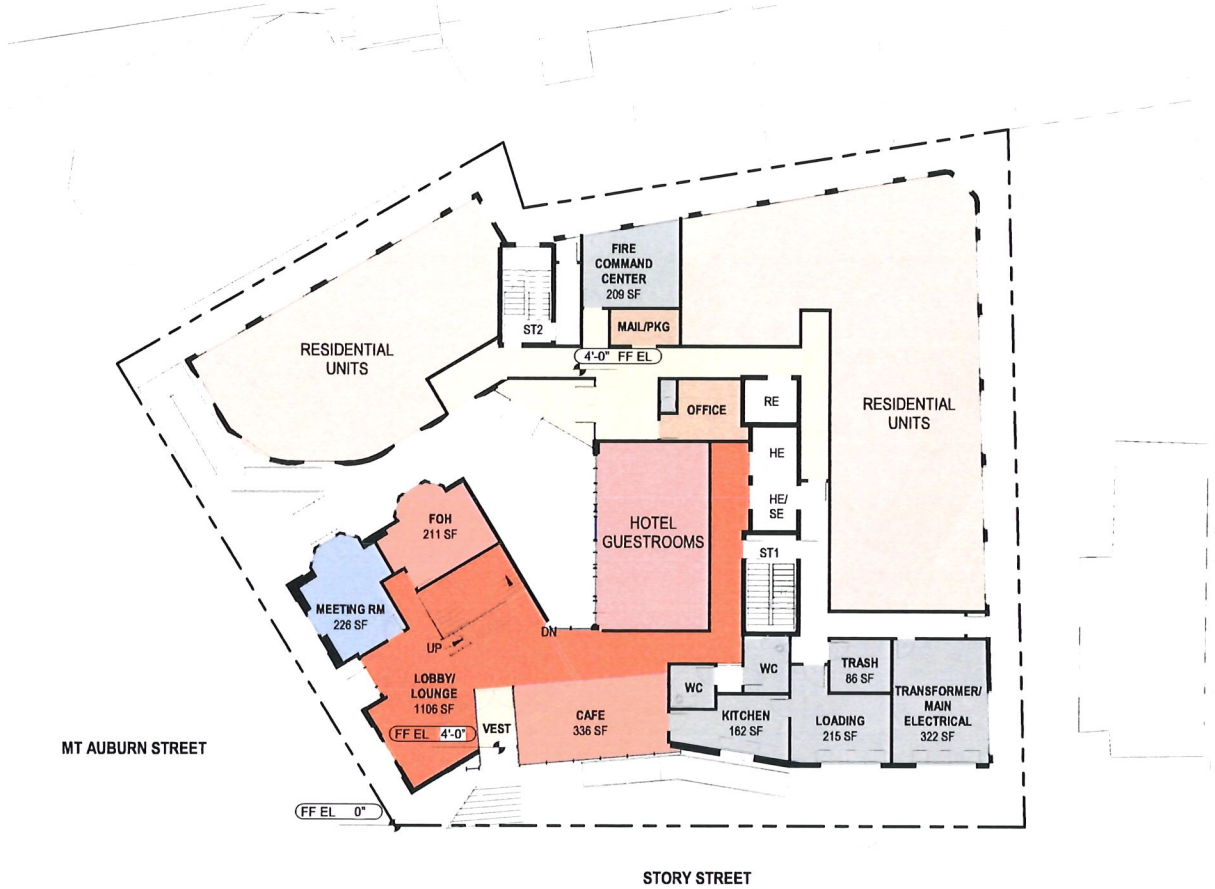 FIRE
COMMAND
CENTER
209 SF
ST2
MAIL/PKG
4'-0" FF EL
RESIDENTIAL
UNITS
OFFICE
RE
RESIDENTIAL
UNITS
HE
HE/
SE
FOH
211 SF
HOTEL
GUESTROOMS
ST1
MEETING RM
226 SF
DN
UP
LOBBY/
LOUNGE
1106 SF
WC
WC
TRASH
86 SF
TRANSFORMER/
MAIN
ELECTRICAL
322 SF
CAFE
336 SF
KITCHEN
162 SF
LOADING
215 SF
VEST
FF EL 4'-0"
MT AUBURN STREET
FF EL 0"
STORY STREET